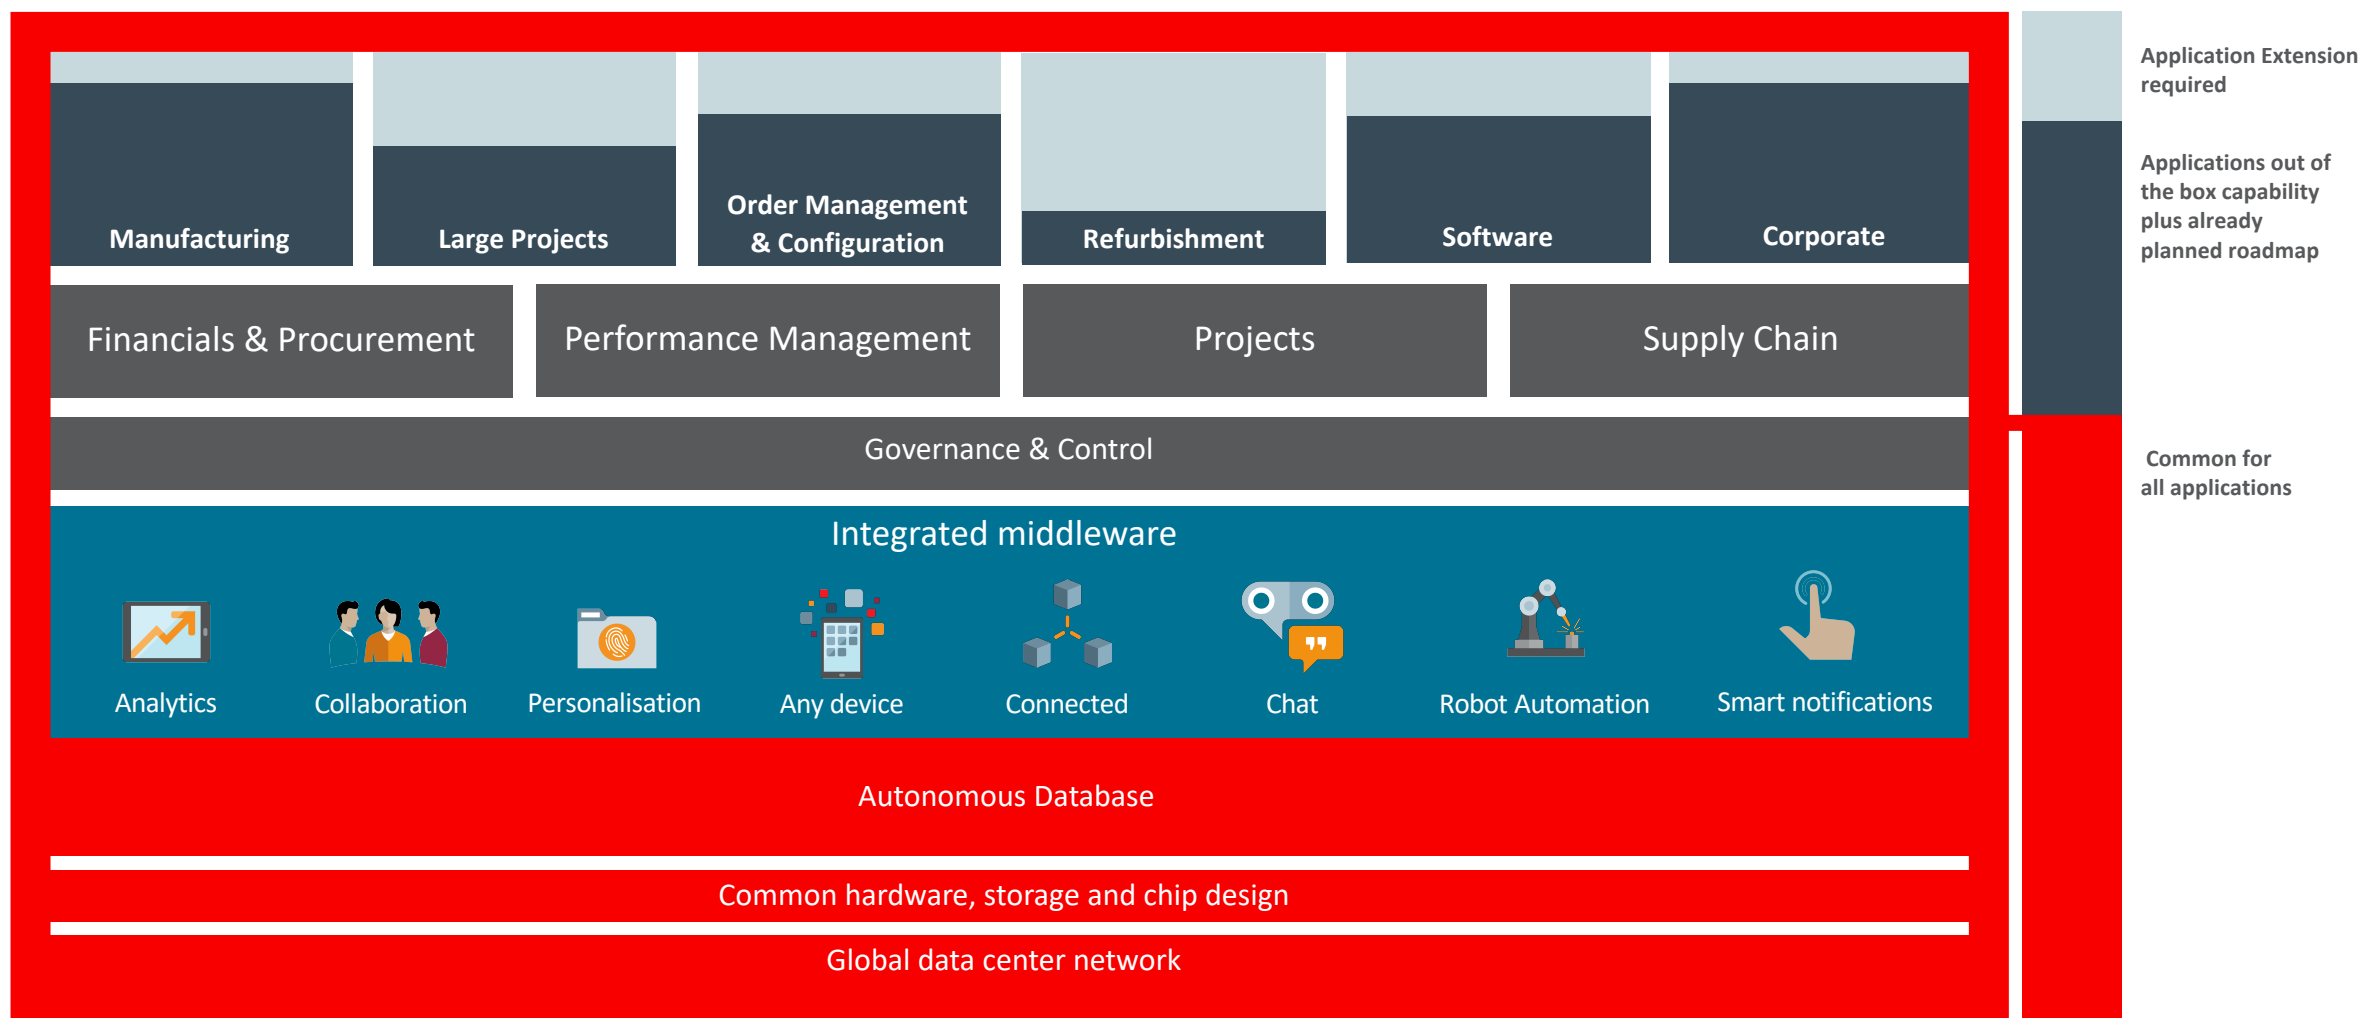 Manufacturing
Large Projects
Order Management
& Configuration
Refurbishment
Software
Corporate
Financials & Procurement
Performance Management
Projects
Supply Chain
Governance & Control
Integrated middleware
Analytics
Collaboration
Personalisation
Any device
Connected
Chat
Robot Automation
Smart notifications
Autonomous Database
Common hardware, storage and chip design
Global data center network
Application Extension
required
Applications out of
the box capability
plus already
planned roadmap
Common for
all applications